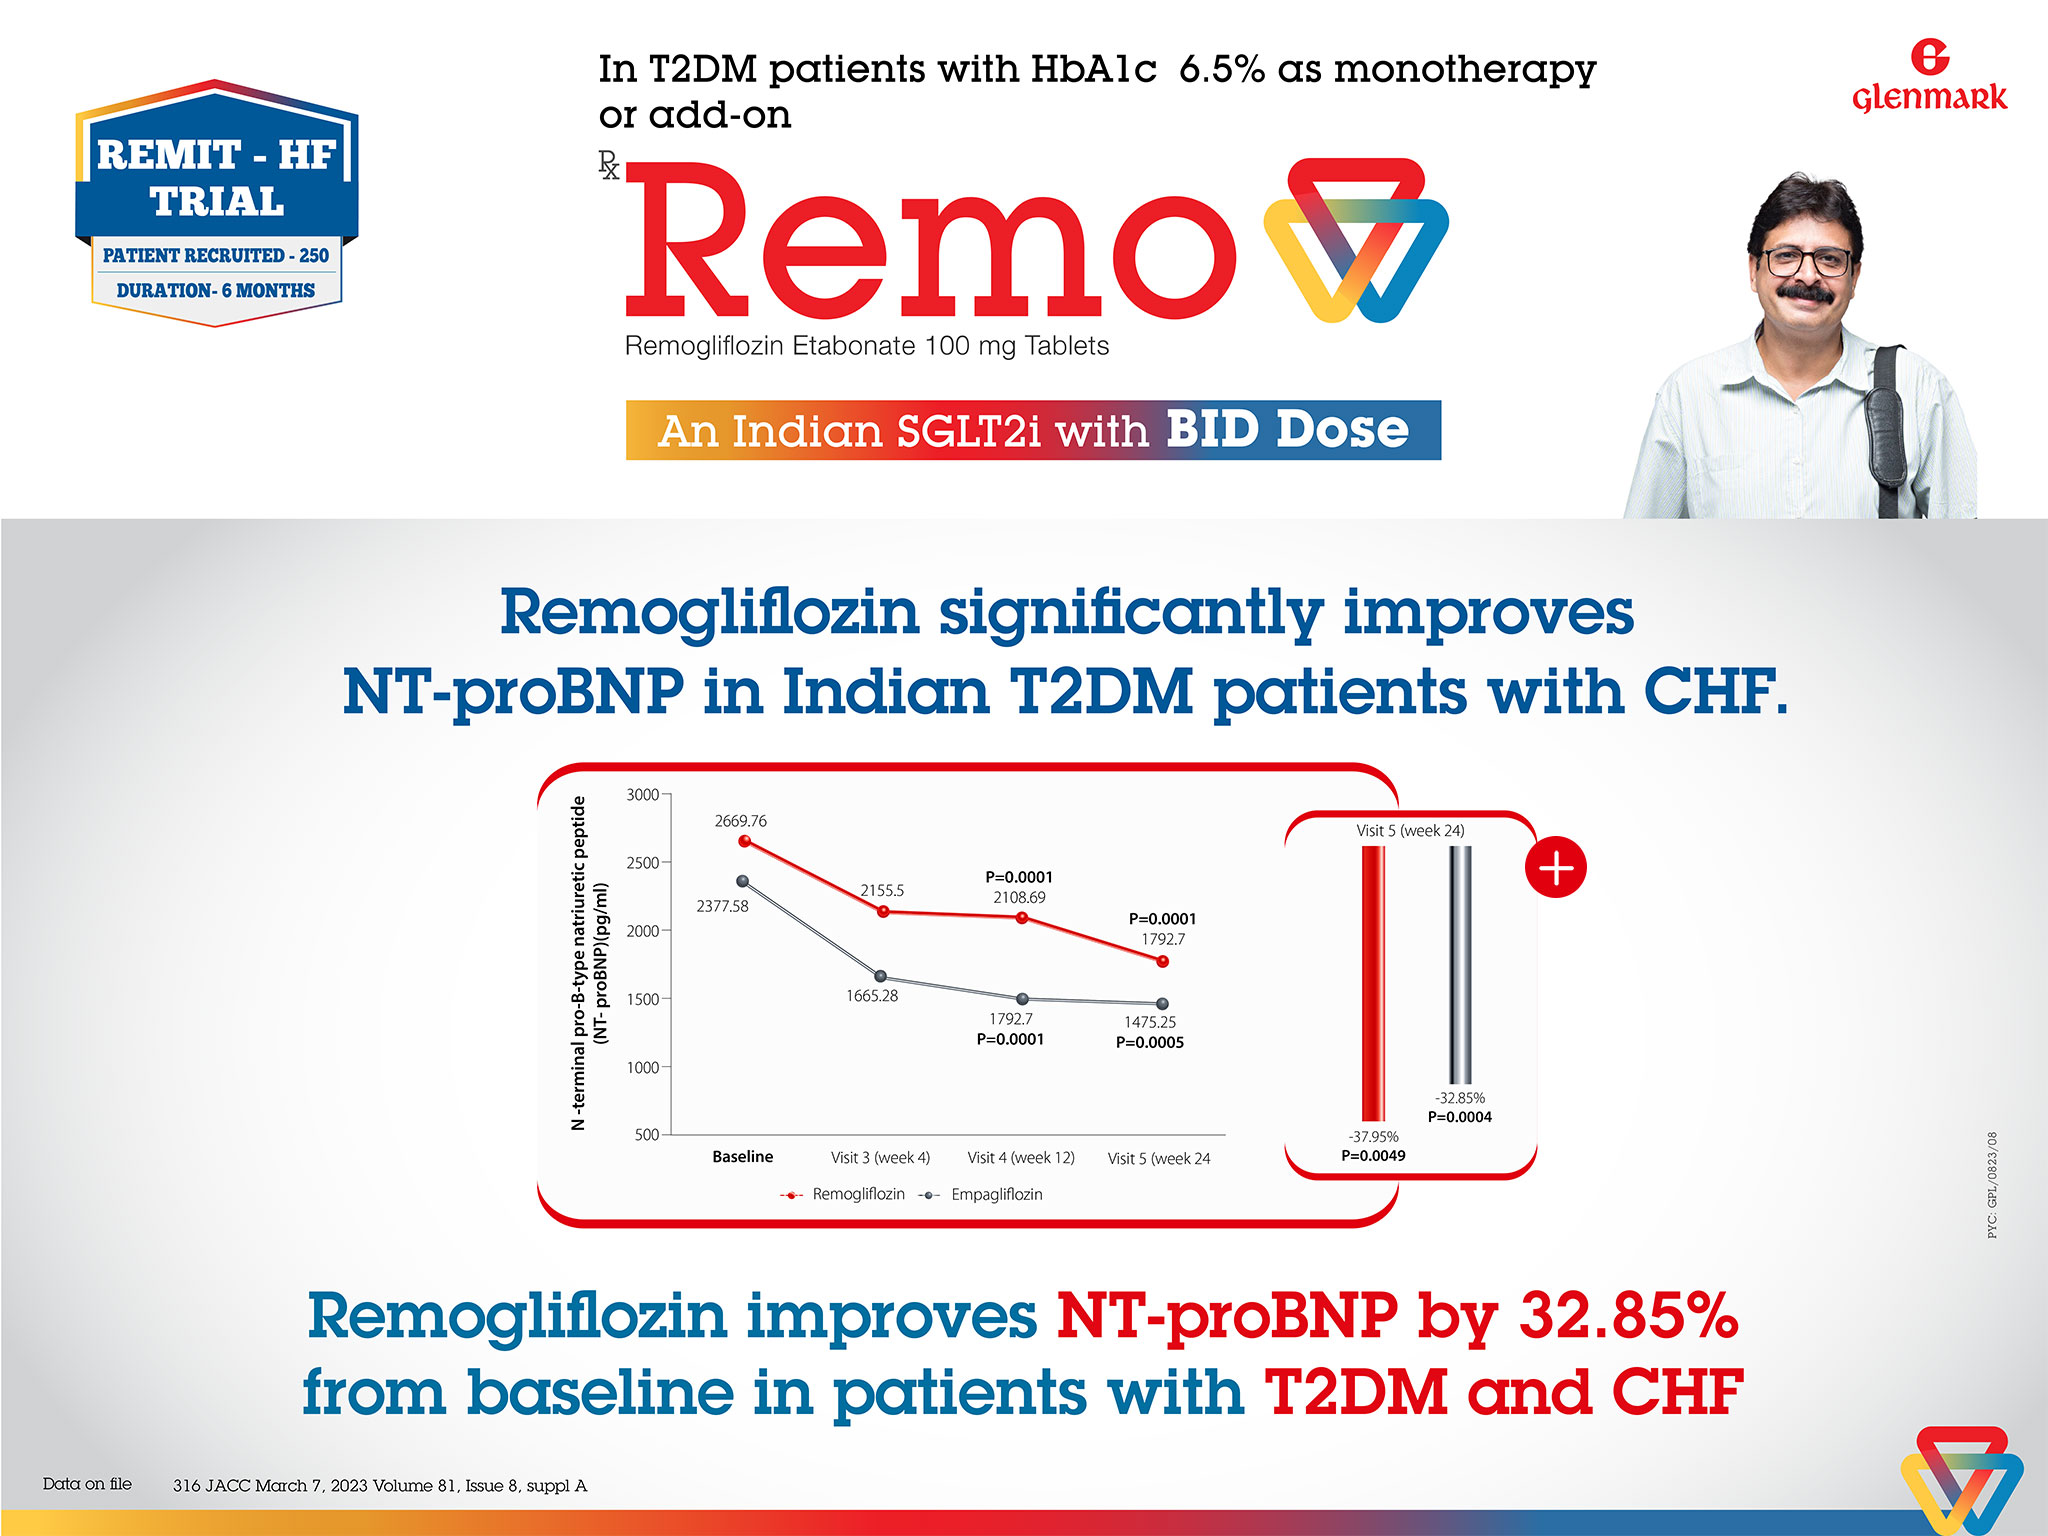 REMIT - HF
TRIAL
PATIENT RECRUITED - 250
DURATION- 6 MONTHS
In T2DM patients with HbA1c  6.5% as monotherapy
or add-on
Rx
Remo
Remogliflozin Etabonate 100 mg Tablets
An Indian SGLT2i with BID Dose
Glenmark
Remogliflozin significantly improves
NT-proBNP in Indian T2DM patients with CHF.
N -terminal pro-B-type natriuretic peptide
(NT- proBNP)(pg/ml)
3000
2500
2000
1500
1000
500
2669.76
2377.58
2155.5
1665.28
P=0.0001
2108.69
1792.7
P=0.0001
P=0.0001
1792.7
1475.25
P=0.0005
Baseline
Visit 3 (week 4)
Visit 4 (week 12)
Visit 5 (week 24
Remogliflozin
Empagliflozin
Visit 5 (week 24)
-32.85%
P=0.0004
-37.95%
P=0.0049
+
Remogliflozin improves NT-proBNP by 32.85%
from baseline in patients with T2DM and CHF
PYC: GPL/0823/08
Data on file
316 JACC March 7, 2023 Volume 81, Issue 8, suppl A